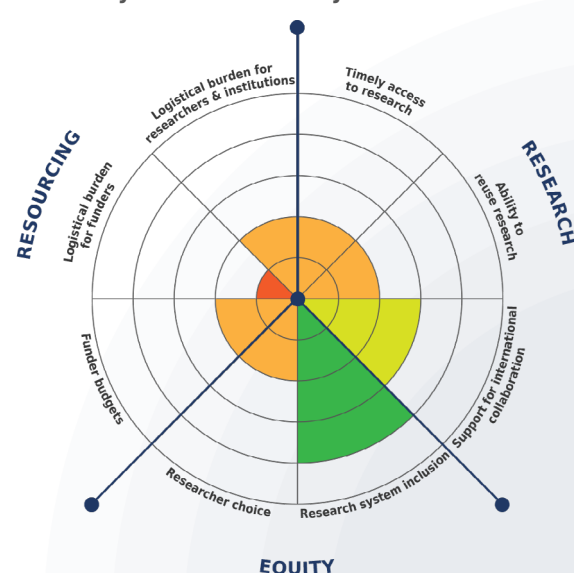 Logistical burden for
researchers & institutions
Timely access
to research
RESOURCING
RESEARCH
Logistical burden
for funders
Ability to
reuse research
Funder budgets
Support for international
collaboration
Researcher choice
Research system inclusion
EQUITY